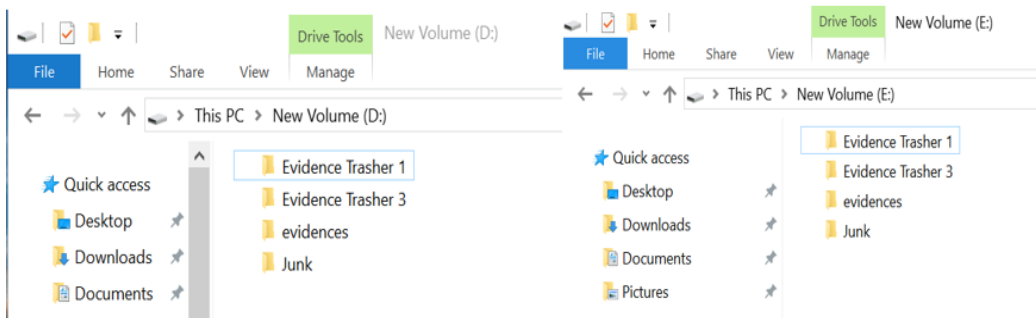 Drive Tools New Volume (D:)
File Home Share View Manage
This PC > New Volume (D:)
Quick access
Desktop
Downloads
Documents
Evidence Trasher 1
Evidence Trasher 3
evidences
Junk
Drive Tools New Volume (E:)
File Home Share View Manage
This PC > New Volume (E:)
Quick access
Desktop
Downloads
Documents
Pictures
Evidence Trasher 1
Evidence Trasher 3
evidences
Junk